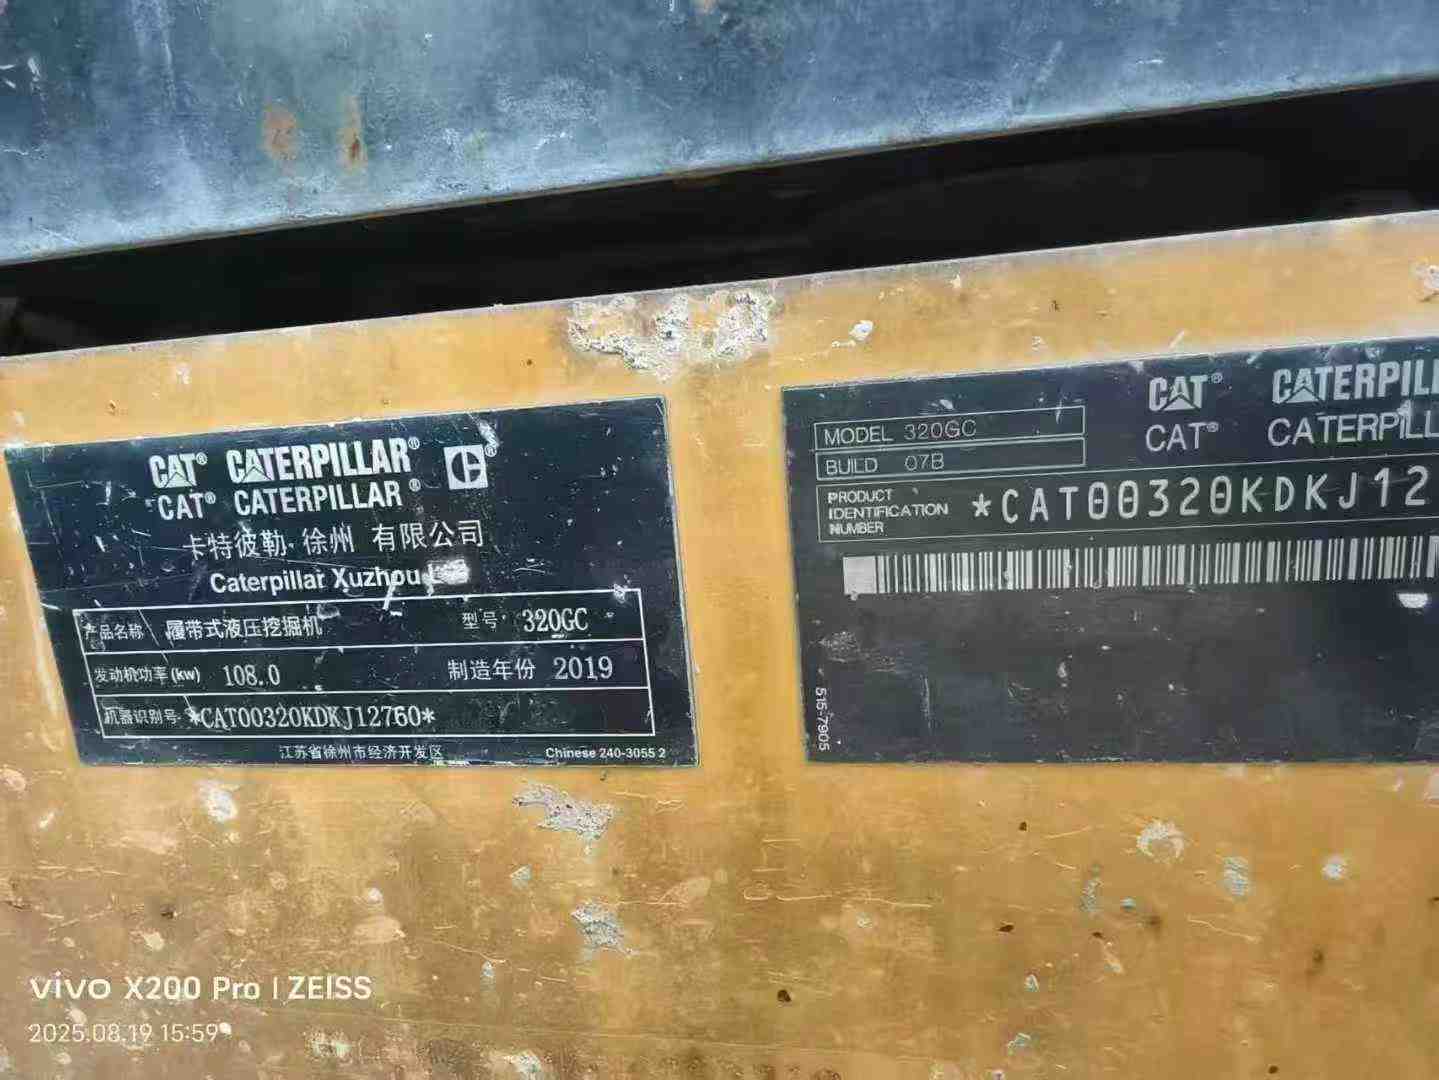 CAT® CATERPILLAR®
CAT® CATERPILLAR®
卡特彼勒 徐州 有限公司
Caterpillar Xuzhou
产品名称 履带式液压挖掘机 型号 320GC
发动机功率(kw) 108.0 制造年份 2019
机器识别号 *CAT00320KDKJ12760*
江苏省徐州市经济开发区 Chinese 240-3055 2
MODEL 320GC
BUILD 07B
CAT® CATERPILL
CAT® CATERPILL
PRODUCT
IDENTIFICATION
NUMBER
*CAT00320KDKJ12
515-7905
vivo X200 Pro | ZEISS
2025.08.19 15:59